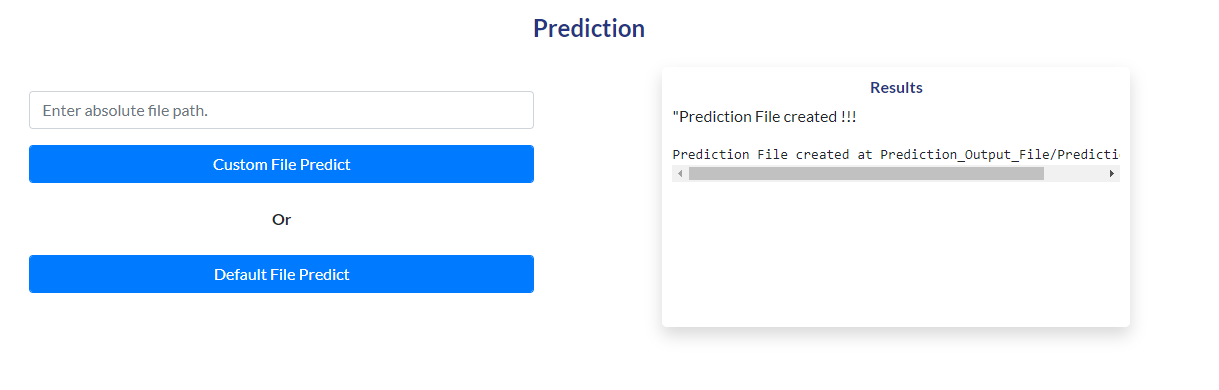 Prediction
Enter absolute file path.
Custom File Predict
Or
Default File Predict
Results
"Prediction File created !!!
Prediction File created at Prediction_Output_File/Predictio